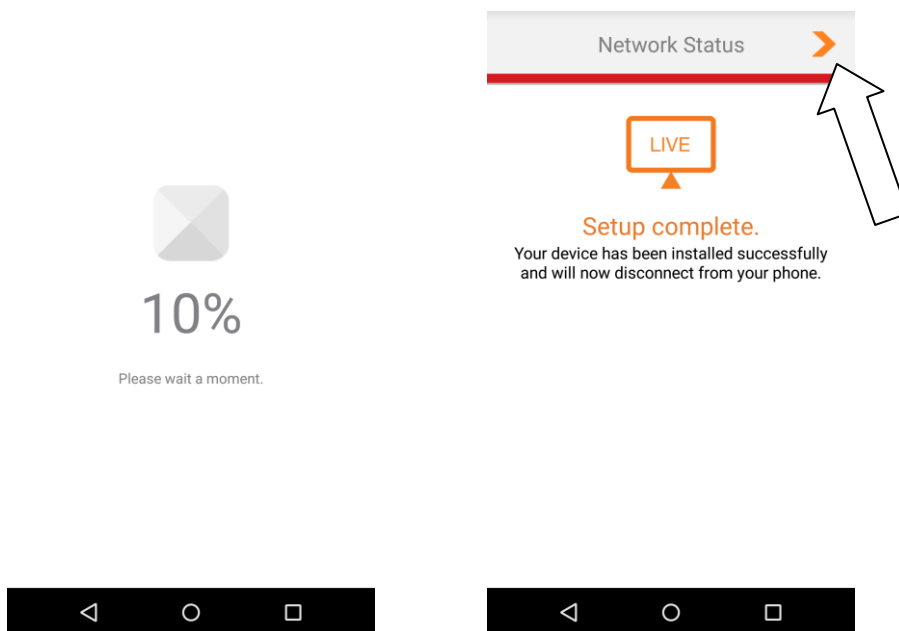 10%
Please wait a moment.
Network Status
LIVE
Setup complete.
Your device has been installed successfully
and will now disconnect from your phone.